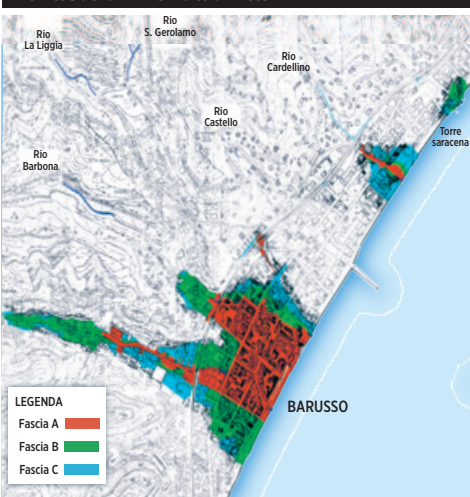 Rio
La Liggia
Rio
S. Gerolamo
Rio
Cardellino
Rio
Castello
Torre
saracena
Rio
Barbona
BARUSSO
LEGENDA
Fascia A
Fascia B
Fascia C